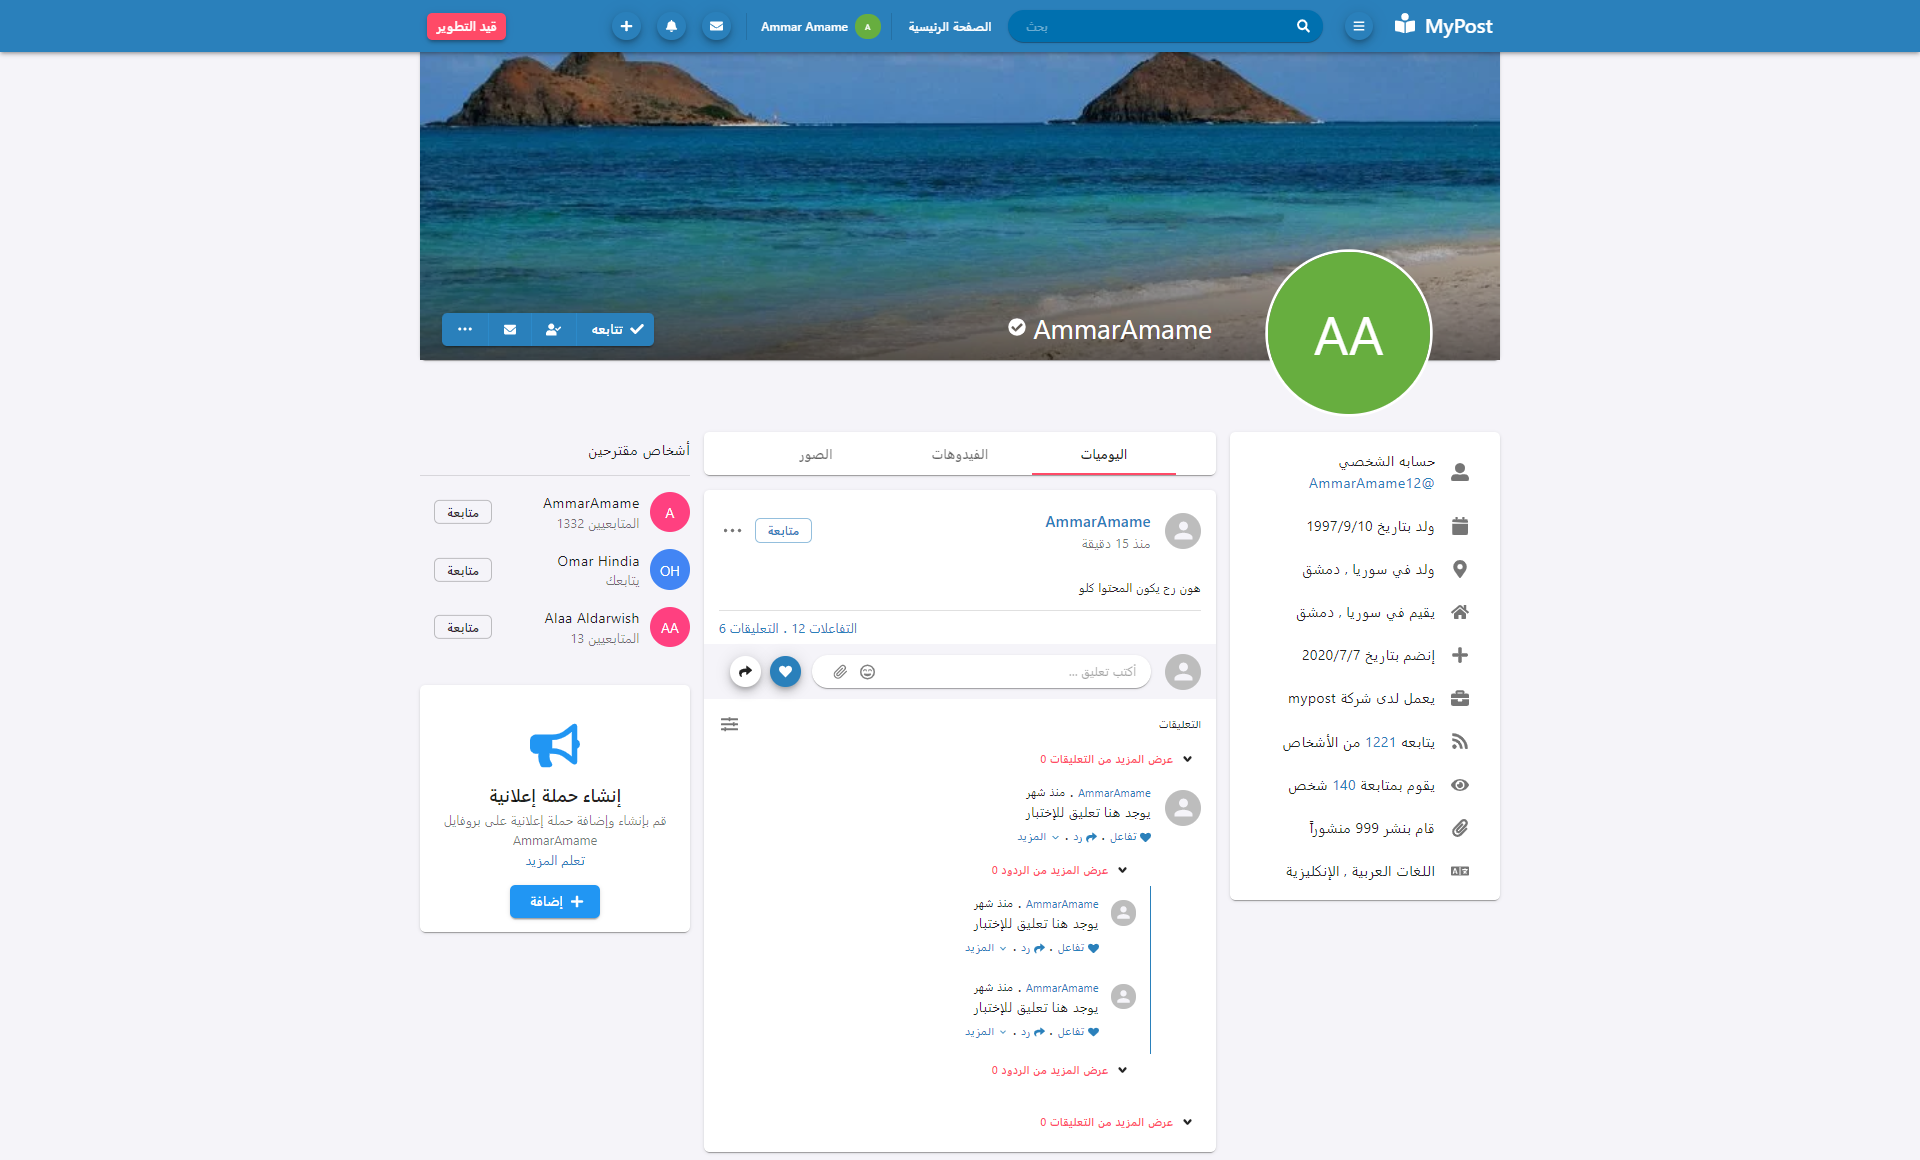 MyPost
بحث
الصفحة الرئيسية
A
Ammar Amame
قيد التطوير
AA
AmmarAmame
تتابعه
حسابه الشخصي
@AmmarAmame12
ولد بتاريخ 1997/9/10
ولد في سوريا , دمشق
يقيم في سوريا , دمشق
إنضم بتاريخ 2020/7/7
يعمل لدى شركة mypost
يتابعه 1221 من الأشخاص
يقوم بمتابعة 140 شخص
قام بنشر 999 منشوراً
اللغات العربية , الإنكليزية
اليوميات
الفيدوهات
الصور
AmmarAmame
منذ 15 دقيقة
متابعة
هون رح يكون المحتوا كلو
التفاعلات 12 . التعليقات 6
أكتب تعليق ...
التعليقات
عرض المزيد من التعليقات 0
AmmarAmame . منذ شهر
يوجد هنا تعليق للإختبار
تفاعل . رد . المزيد
عرض المزيد من الردود 0
AmmarAmame . منذ شهر
يوجد هنا تعليق للإختبار
تفاعل . رد . المزيد
AmmarAmame . منذ شهر
يوجد هنا تعليق للإختبار
تفاعل . رد . المزيد
عرض المزيد من الردود 0
عرض المزيد من التعليقات 0
أشخاص مقترحين
A
AmmarAmame
المتابعيين 1332
متابعة
OH
Omar Hindia
يتابعك
متابعة
AA
Alaa Aldarwish
المتابعيين 13
متابعة
إنشاء حملة إعلانية
قم بإنشاء وإضافة حملة إعلانية على بروفايل
AmmarAmame
تعلم المزيد
إضافة